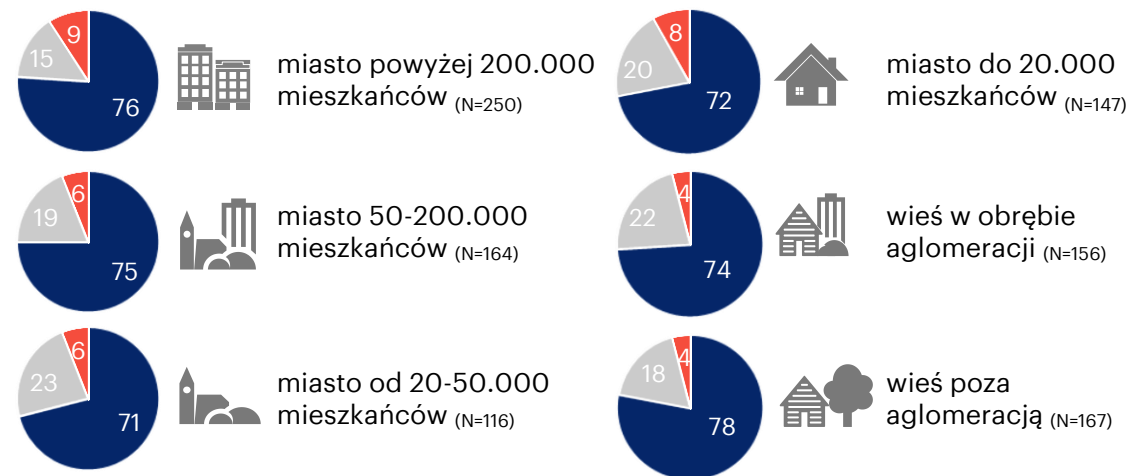 9
15
76
miasto powyżej 200.000
mieszkańców (N=250)
8
20
72
miasto do 20.000
mieszkańców (N=147)
6
19
75
miasto 50-200.000
mieszkańców (N=164)
4
22
74
wieś w obrębie
aglomeracji (N=156)
6
23
71
miasto od 20-50.000
mieszkańców (N=116)
4
18
78
wieś poza
aglomeracją (N=167)